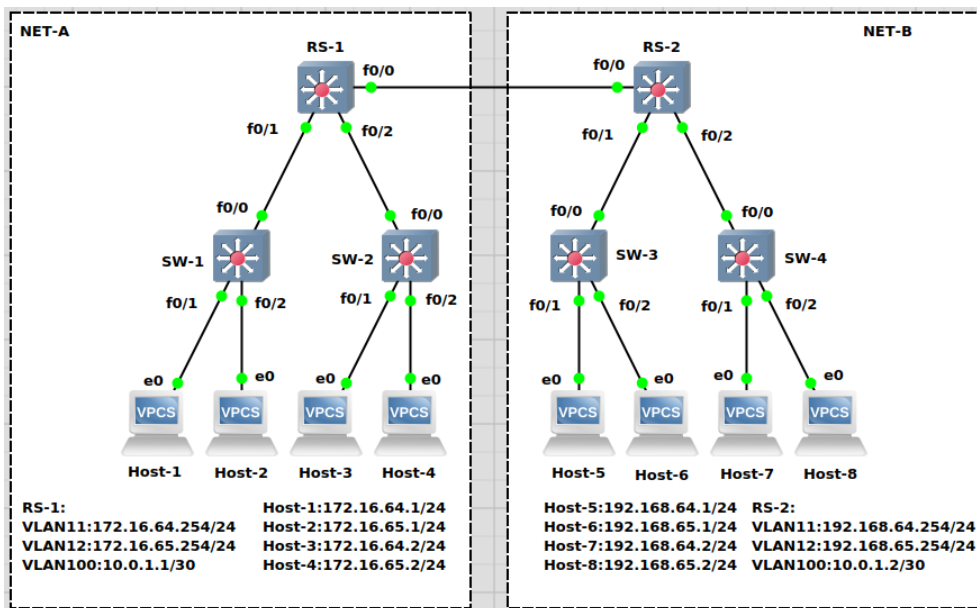 NET-A
NET-B
RS-1
RS-2
f0/0
f0/0
f0/1
f0/2
f0/1
f0/2
f0/0
f0/0
f0/0
f0/0
SW-1
SW-2
SW-3
SW-4
f0/1
f0/2
f0/1
f0/2
f0/1
f0/2
f0/1
f0/2
e0
e0
e0
e0
e0
e0
e0
e0
VPCS
VPCS
VPCS
VPCS
VPCS
VPCS
VPCS
VPCS
Host-1
Host-2
Host-3
Host-4
Host-5
Host-6
Host-7
Host-8
RS-1:
VLAN11:172.16.64.254/24
VLAN12:172.16.65.254/24
VLAN100:10.0.1.1/30
Host-1:172.16.64.1/24
Host-2:172.16.65.1/24
Host-3:172.16.64.2/24
Host-4:172.16.65.2/24
Host-5:192.168.64.1/24
Host-6:192.168.65.1/24
Host-7:192.168.64.2/24
Host-8:192.168.65.2/24
RS-2:
VLAN11:192.168.64.254/24
VLAN12:192.168.65.254/24
VLAN100:10.0.1.2/30